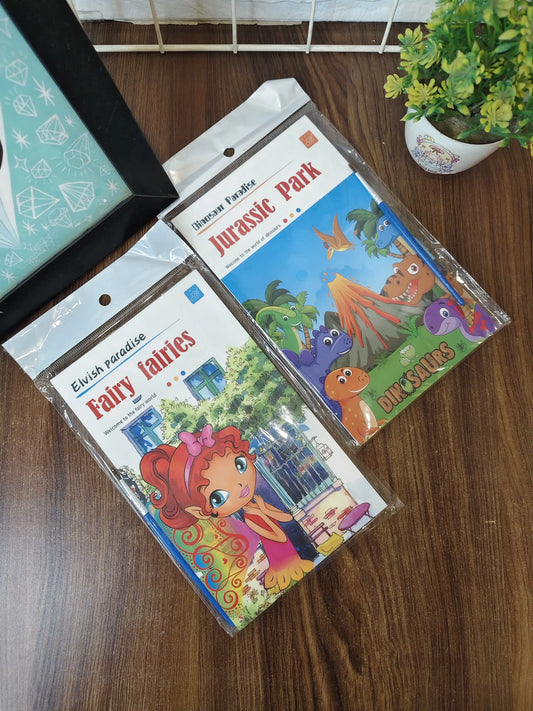 Dianosaur Paradise
Jurassic Park
Welcome to the world of dinosaurs
DINOSAURS
Elvish paradise
Fairy fairies
Welcome to the fairy world